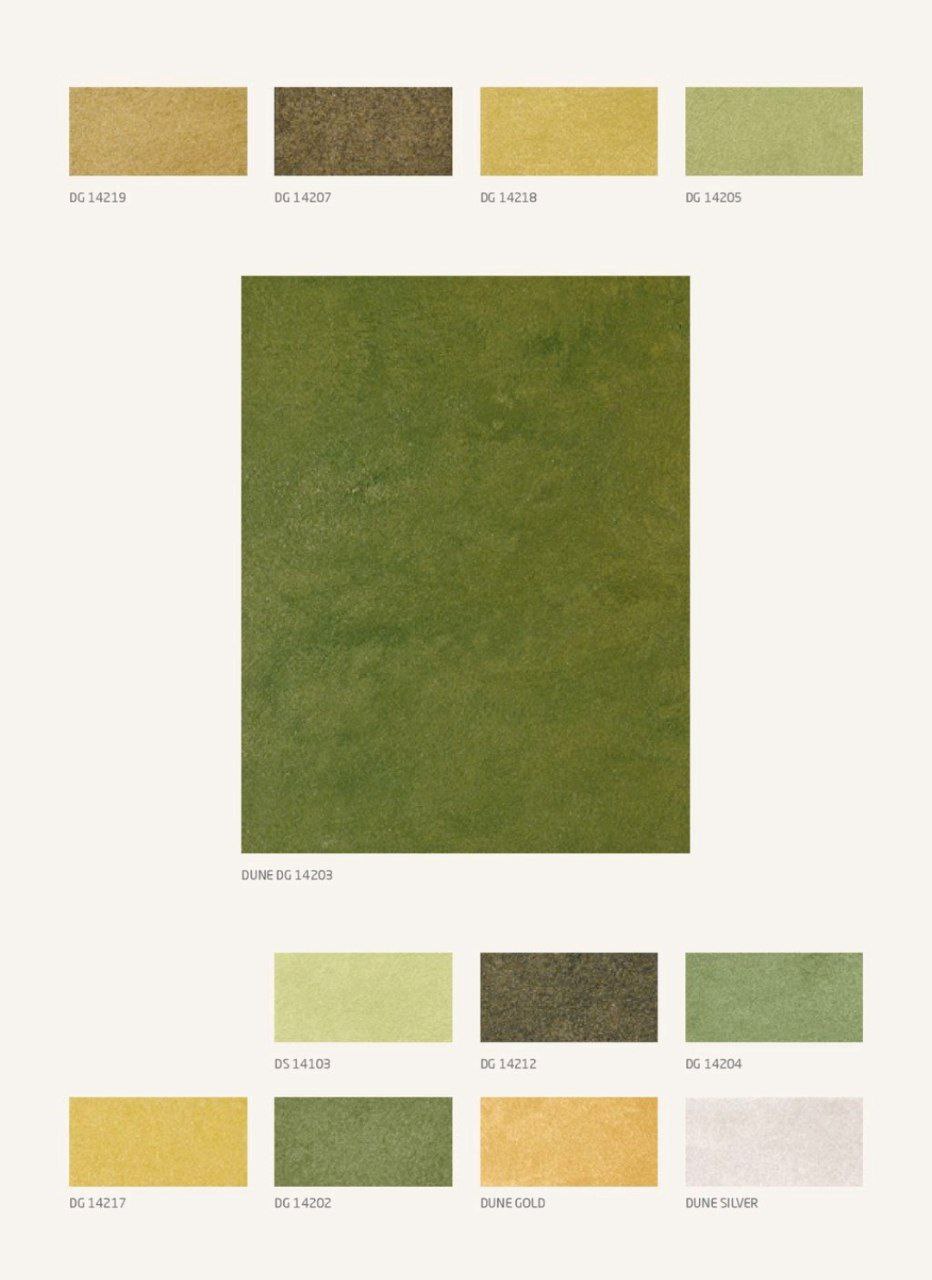 DG 14219
DG 14207
DG 14218
DG 14205
DUNE DG 14203
DS 14103
DG 14212
DG 14204
DG 14217
DG 14202
DUNE GOLD
DUNE SILVER